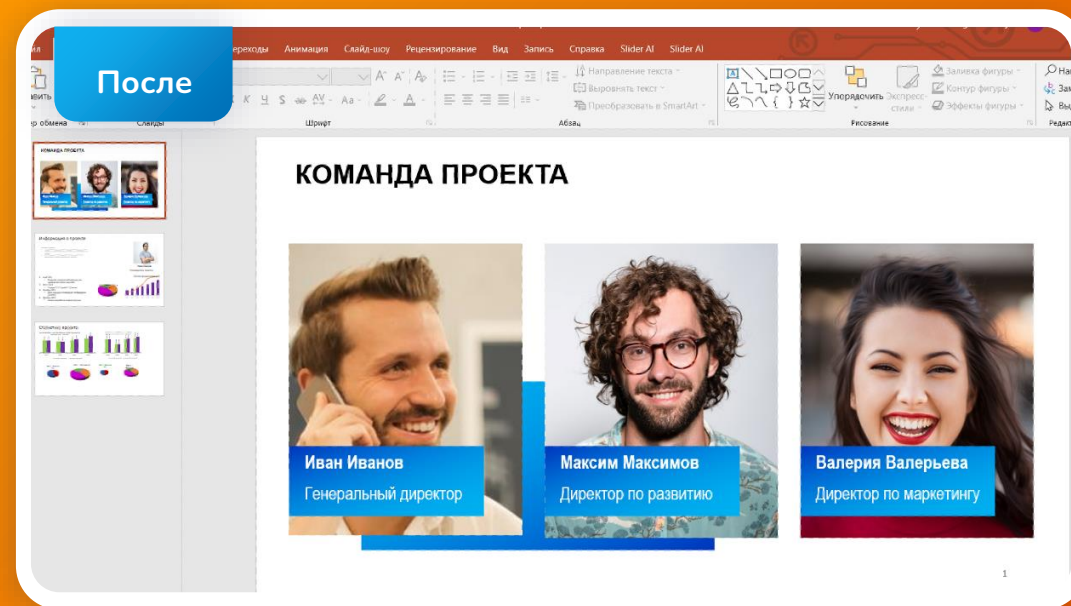 После
Анимация Слайд-шоу Рецензирование Вид Запись Справка Slider AI Slider AI
Направление текста
Выровнять текст
Преобразовать в SmartArt
Упорядочить Экспресс-
стили
Заливка фигуры
Контур фигуры
Эффекты фигуры
Слайды Шрифт Абзац Рисование
КОМАНДА ПРОЕКТА
КОМАНДА ПРОЕКТА
Иван Иванов
Генеральный директор
Максим Максимов
Директор по развитию
Валерия Валерьева
Директор по маркетингу
1